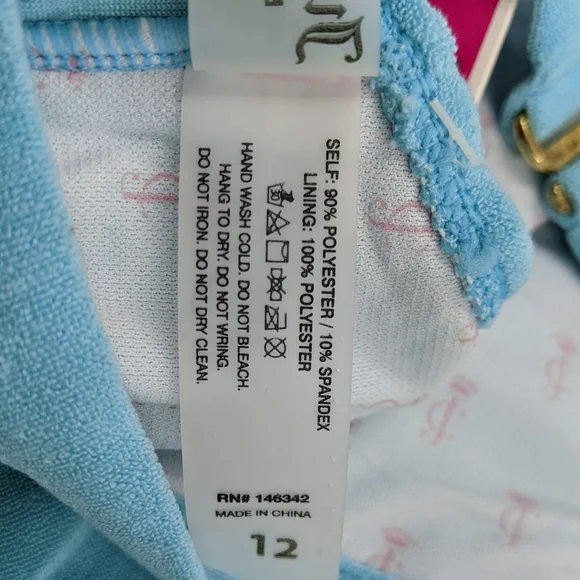 SELF: 90% POLYESTER / 10% SPANDEX
LINING: 100% POLYESTER
30
HAND WASH COLD. DO NOT BLEACH.
HANG TO DRY. DO NOT WRING.
DO NOT IRON. DO NOT DRY CLEAN.
RN# 146342
MADE IN CHINA
12